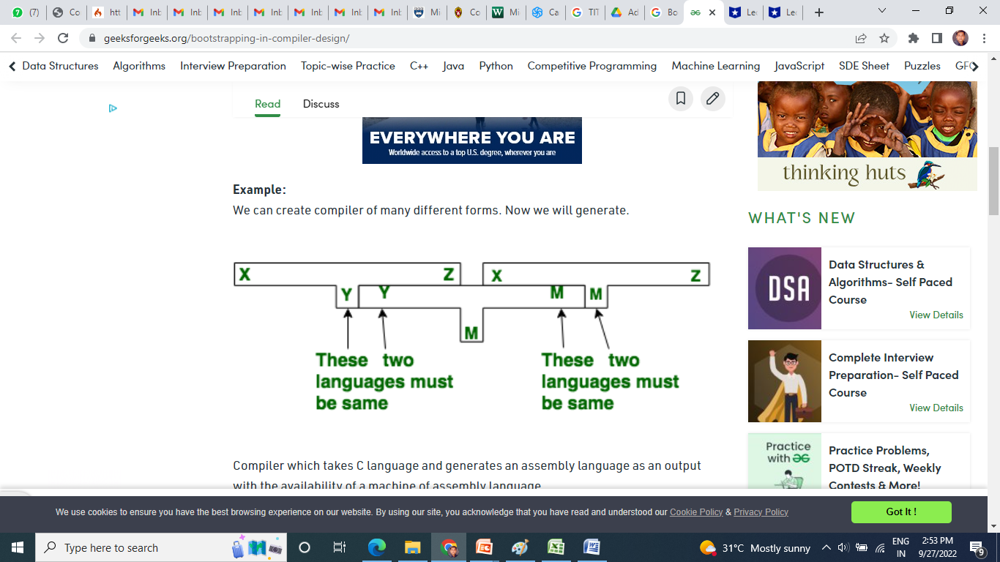 (7)
Co
htt
Inb
Inb
Inb
Inb
Inb
Inb
Inb
Mi
Co
Mi
Ca
TIT
Ad
Bo
Lec
Lec
geeksforgeeks.org/bootstrapping-in-compiler-design/
Data Structures Algorithms Interview Preparation Topic-wise Practice C++ Java Python Competitive Programming Machine Learning JavaScript SDE Sheet Puzzles GFG
Read Discuss
EVERYWHERE YOU ARE
Worldwide access to a top U.S. degree, wherever you are
thinking huts
Example:
We can create compiler of many different forms. Now we will generate.
X Z X Z
Y Y M M
M
These two
languages must
be same
These two
languages must
be same
Compiler which takes C language and generates an assembly language as an output
with the availability of a machine of assembly language.
WHAT'S NEW
DSA
Data Structures &
Algorithms- Self Paced
Course
View Details
Complete Interview
Preparation- Self Paced
Course
View Details
Practice
with
Practice Problems,
POTD Streak, Weekly
Contests & More!
We use cookies to ensure you have the best browsing experience on our website. By using our site, you acknowledge that you have read and understood our Cookie Policy & Privacy Policy
Got It !
Type here to search
31°C Mostly sunny
ENG
IN
2:53 PM
9/27/2022
9